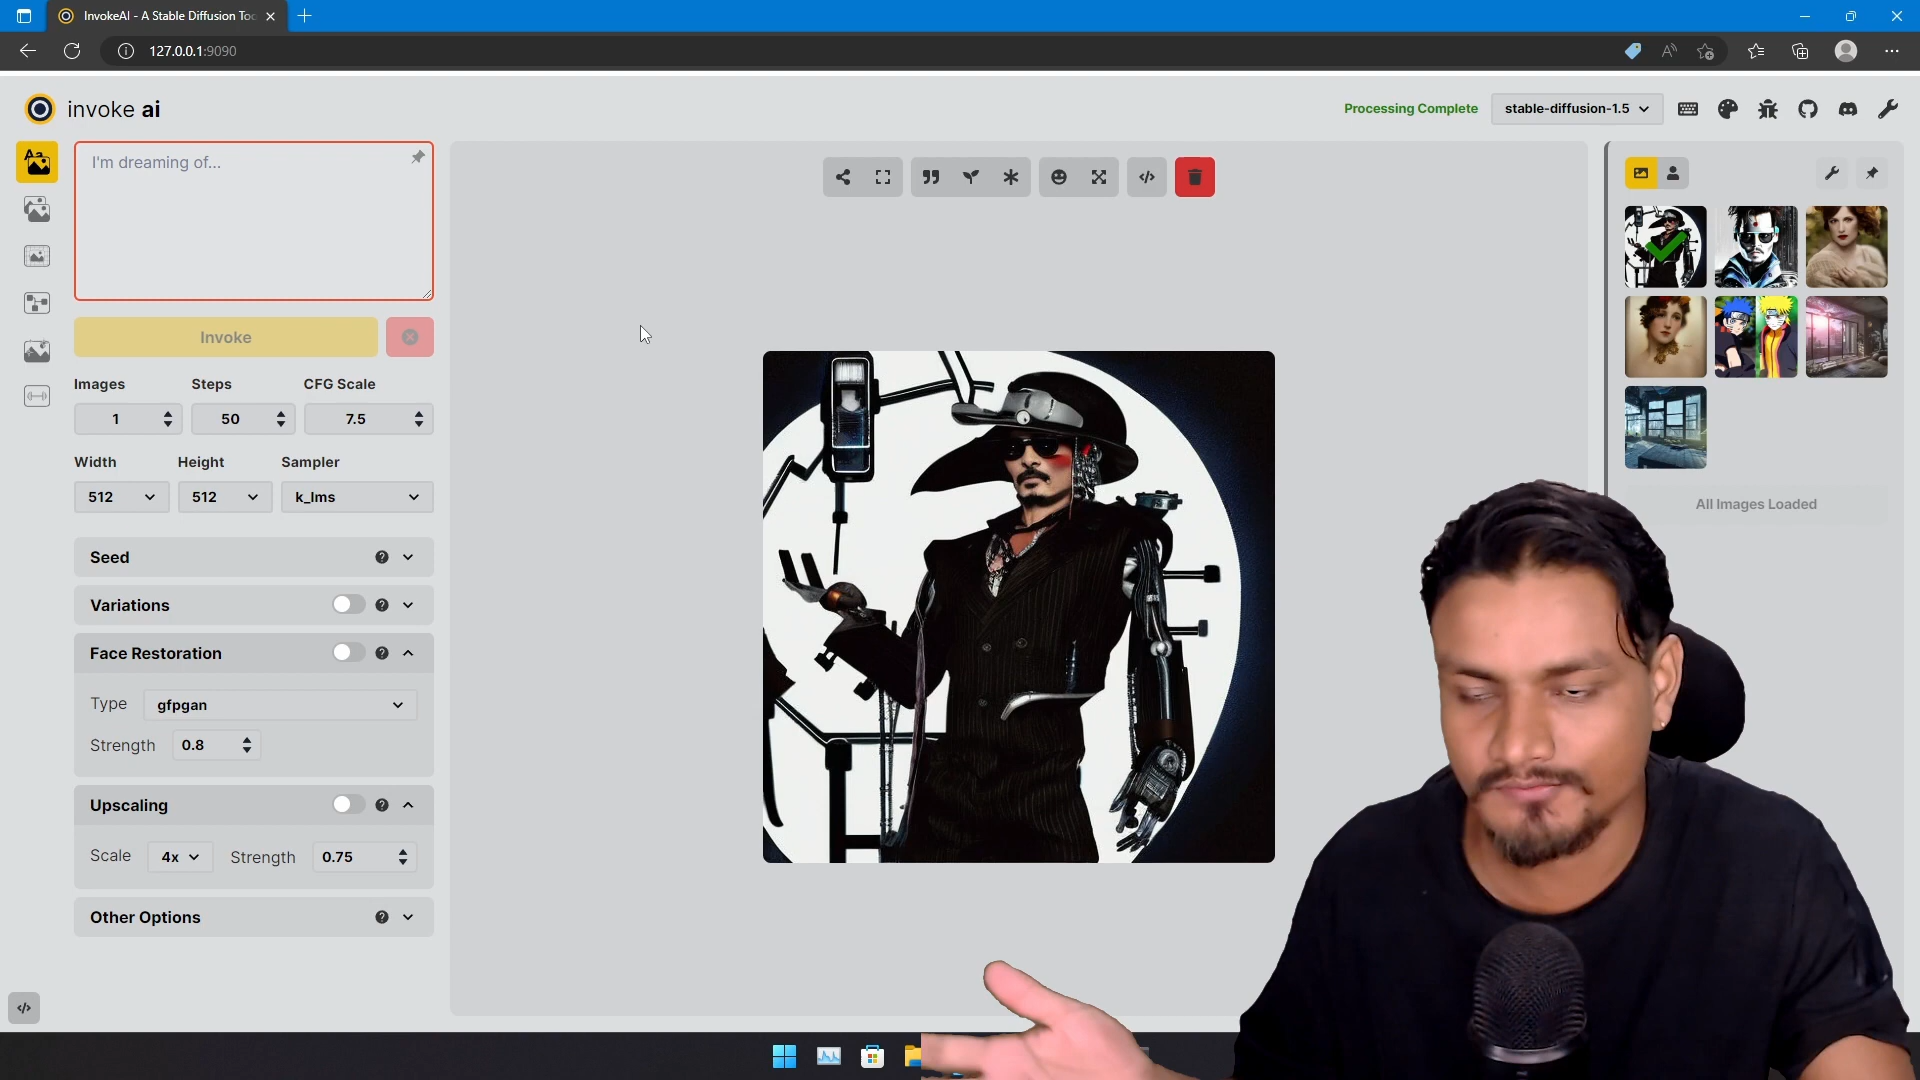 InvokeAI - A Stable Diffusion Too
127.0.0.1:9090
invoke ai
Processing Complete
stable-diffusion-1.5
I'm dreaming of...
Invoke
Images Steps CFG Scale
1 50 7.5
Width Height Sampler
512 512 k_lms
Seed
Variations
Face Restoration
Type gfpgan
Strength 0.8
Upscaling
Scale 4x Strength 0.75
Other Options
All Images Loaded